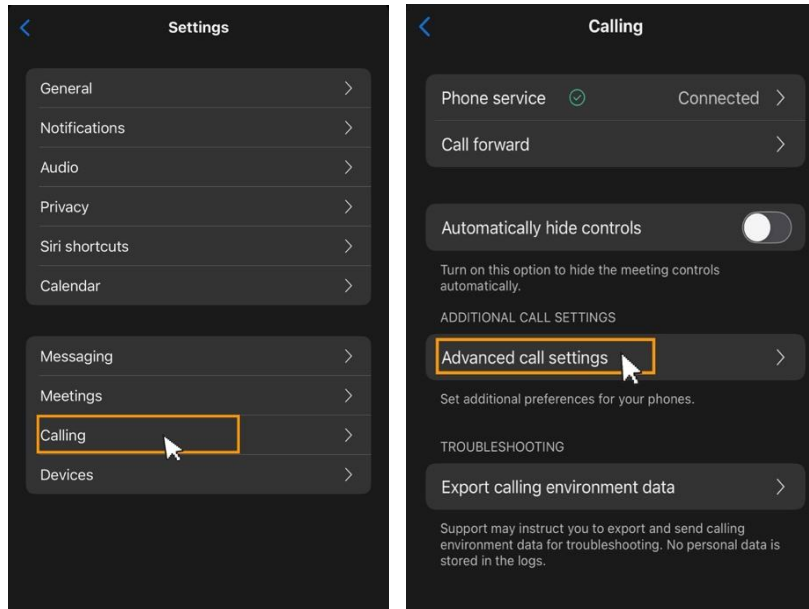 Settings
General
Notifications
Audio
Privacy
Siri shortcuts
Calendar
Messaging
Meetings
Calling
Devices
Calling
Phone service Connected
Call forward
Automatically hide controls
Turn on this option to hide the meeting controls
automatically.
ADDITIONAL CALL SETTINGS
Advanced call settings
Set additional preferences for your phones.
TROUBLESHOOTING
Export calling environment data
Support may instruct you to export and send calling
environment data for troubleshooting. No personal data is
stored in the logs.